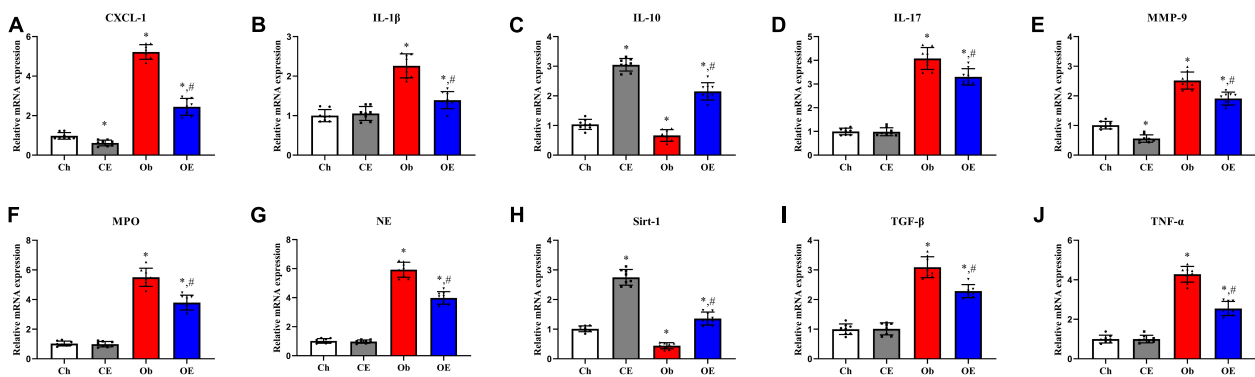 A CXCL-1
Relative mRNA expression
6
4
2
0
*
*
*,#
Ch CE Ob OE
B IL-1β
Relative mRNA expression
3
2
1
0
*
*,#
Ch CE Ob OE
C IL-10
Relative mRNA expression
4
3
2
1
0
*
*
*,#
Ch CE Ob OE
D IL-17
Relative mRNA expression
5
4
3
2
1
0
*
*,#
Ch CE Ob OE
E MMP-9
Relative mRNA expression
4
3
2
1
0
*
*
*,#
Ch CE Ob OE
F MPO
Relative mRNA expression
8
6
4
2
0
*
*,#
Ch CE Ob OE
G NE
Relative mRNA expression
8
6
4
2
0
*
*,#
Ch CE Ob OE
H Sirt-1
Relative mRNA expression
4
3
2
1
0
*
*
*,#
Ch CE Ob OE
I TGF-β
Relative mRNA expression
4
3
2
1
0
*
*,#
Ch CE Ob OE
J TNF-α
Relative mRNA expression
6
4
2
0
*
*,#
Ch CE Ob OE